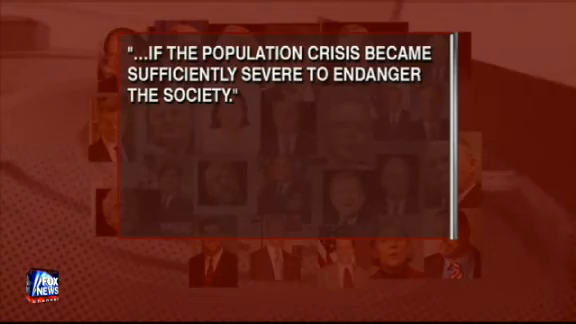 "...IF THE POPULATION CRISIS BECAME
SUFFICIENTLY SEVERE TO ENDANGER
THE SOCIETY."
FOX
NEWS